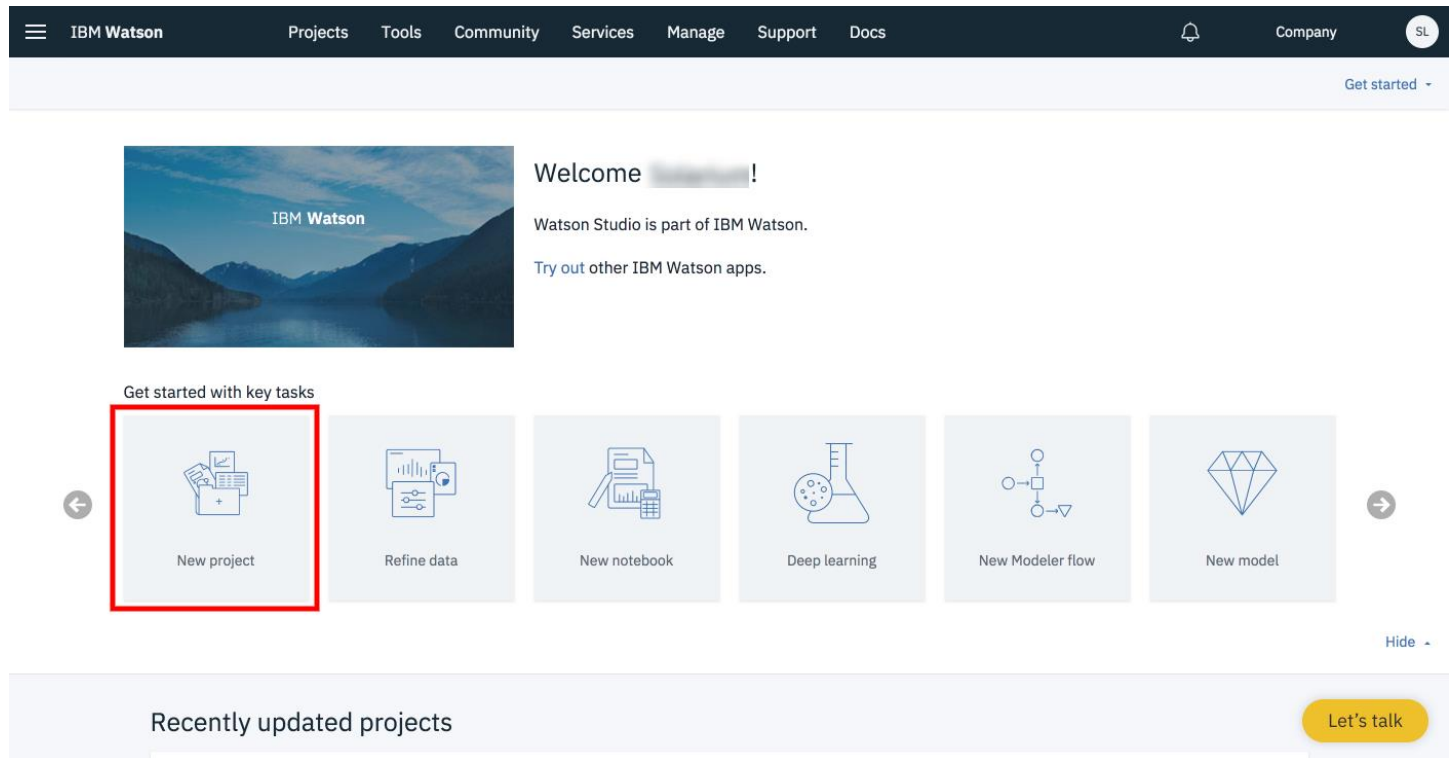 IBM Watson Projects Tools Community Services Manage Support Docs Company SL
Get started
IBM Watson
Welcome !
Watson Studio is part of IBM Watson.
Try out other IBM Watson apps.
Get started with key tasks
New project Refine data New notebook Deep learning New Modeler flow New model
Hide
Recently updated projects
Let's talk